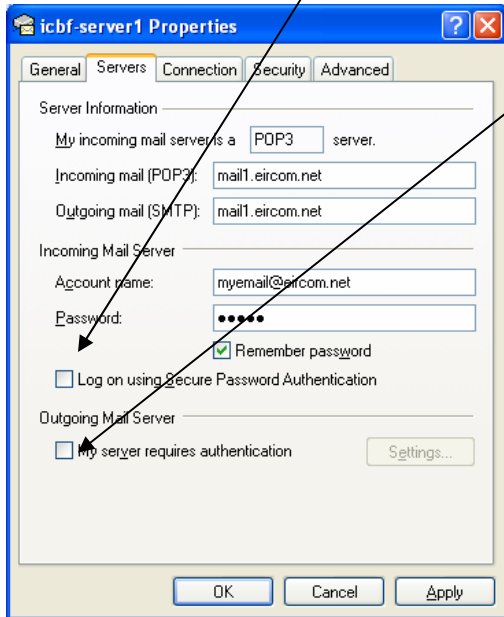 icbf-server1 Properties
General Servers Connection Security Advanced
Server Information
My incoming mail server is a POP3 server.
Incoming mail (POP3): mail1.eircom.net
Outgoing mail (SMTP): mail1.eircom.net
Incoming Mail Server
Account name: myemail@eircom.net
Password: •••••
Remember password
Log on using Secure Password Authentication
Outgoing Mail Server
My server requires authentication Settings...
OK Cancel Apply